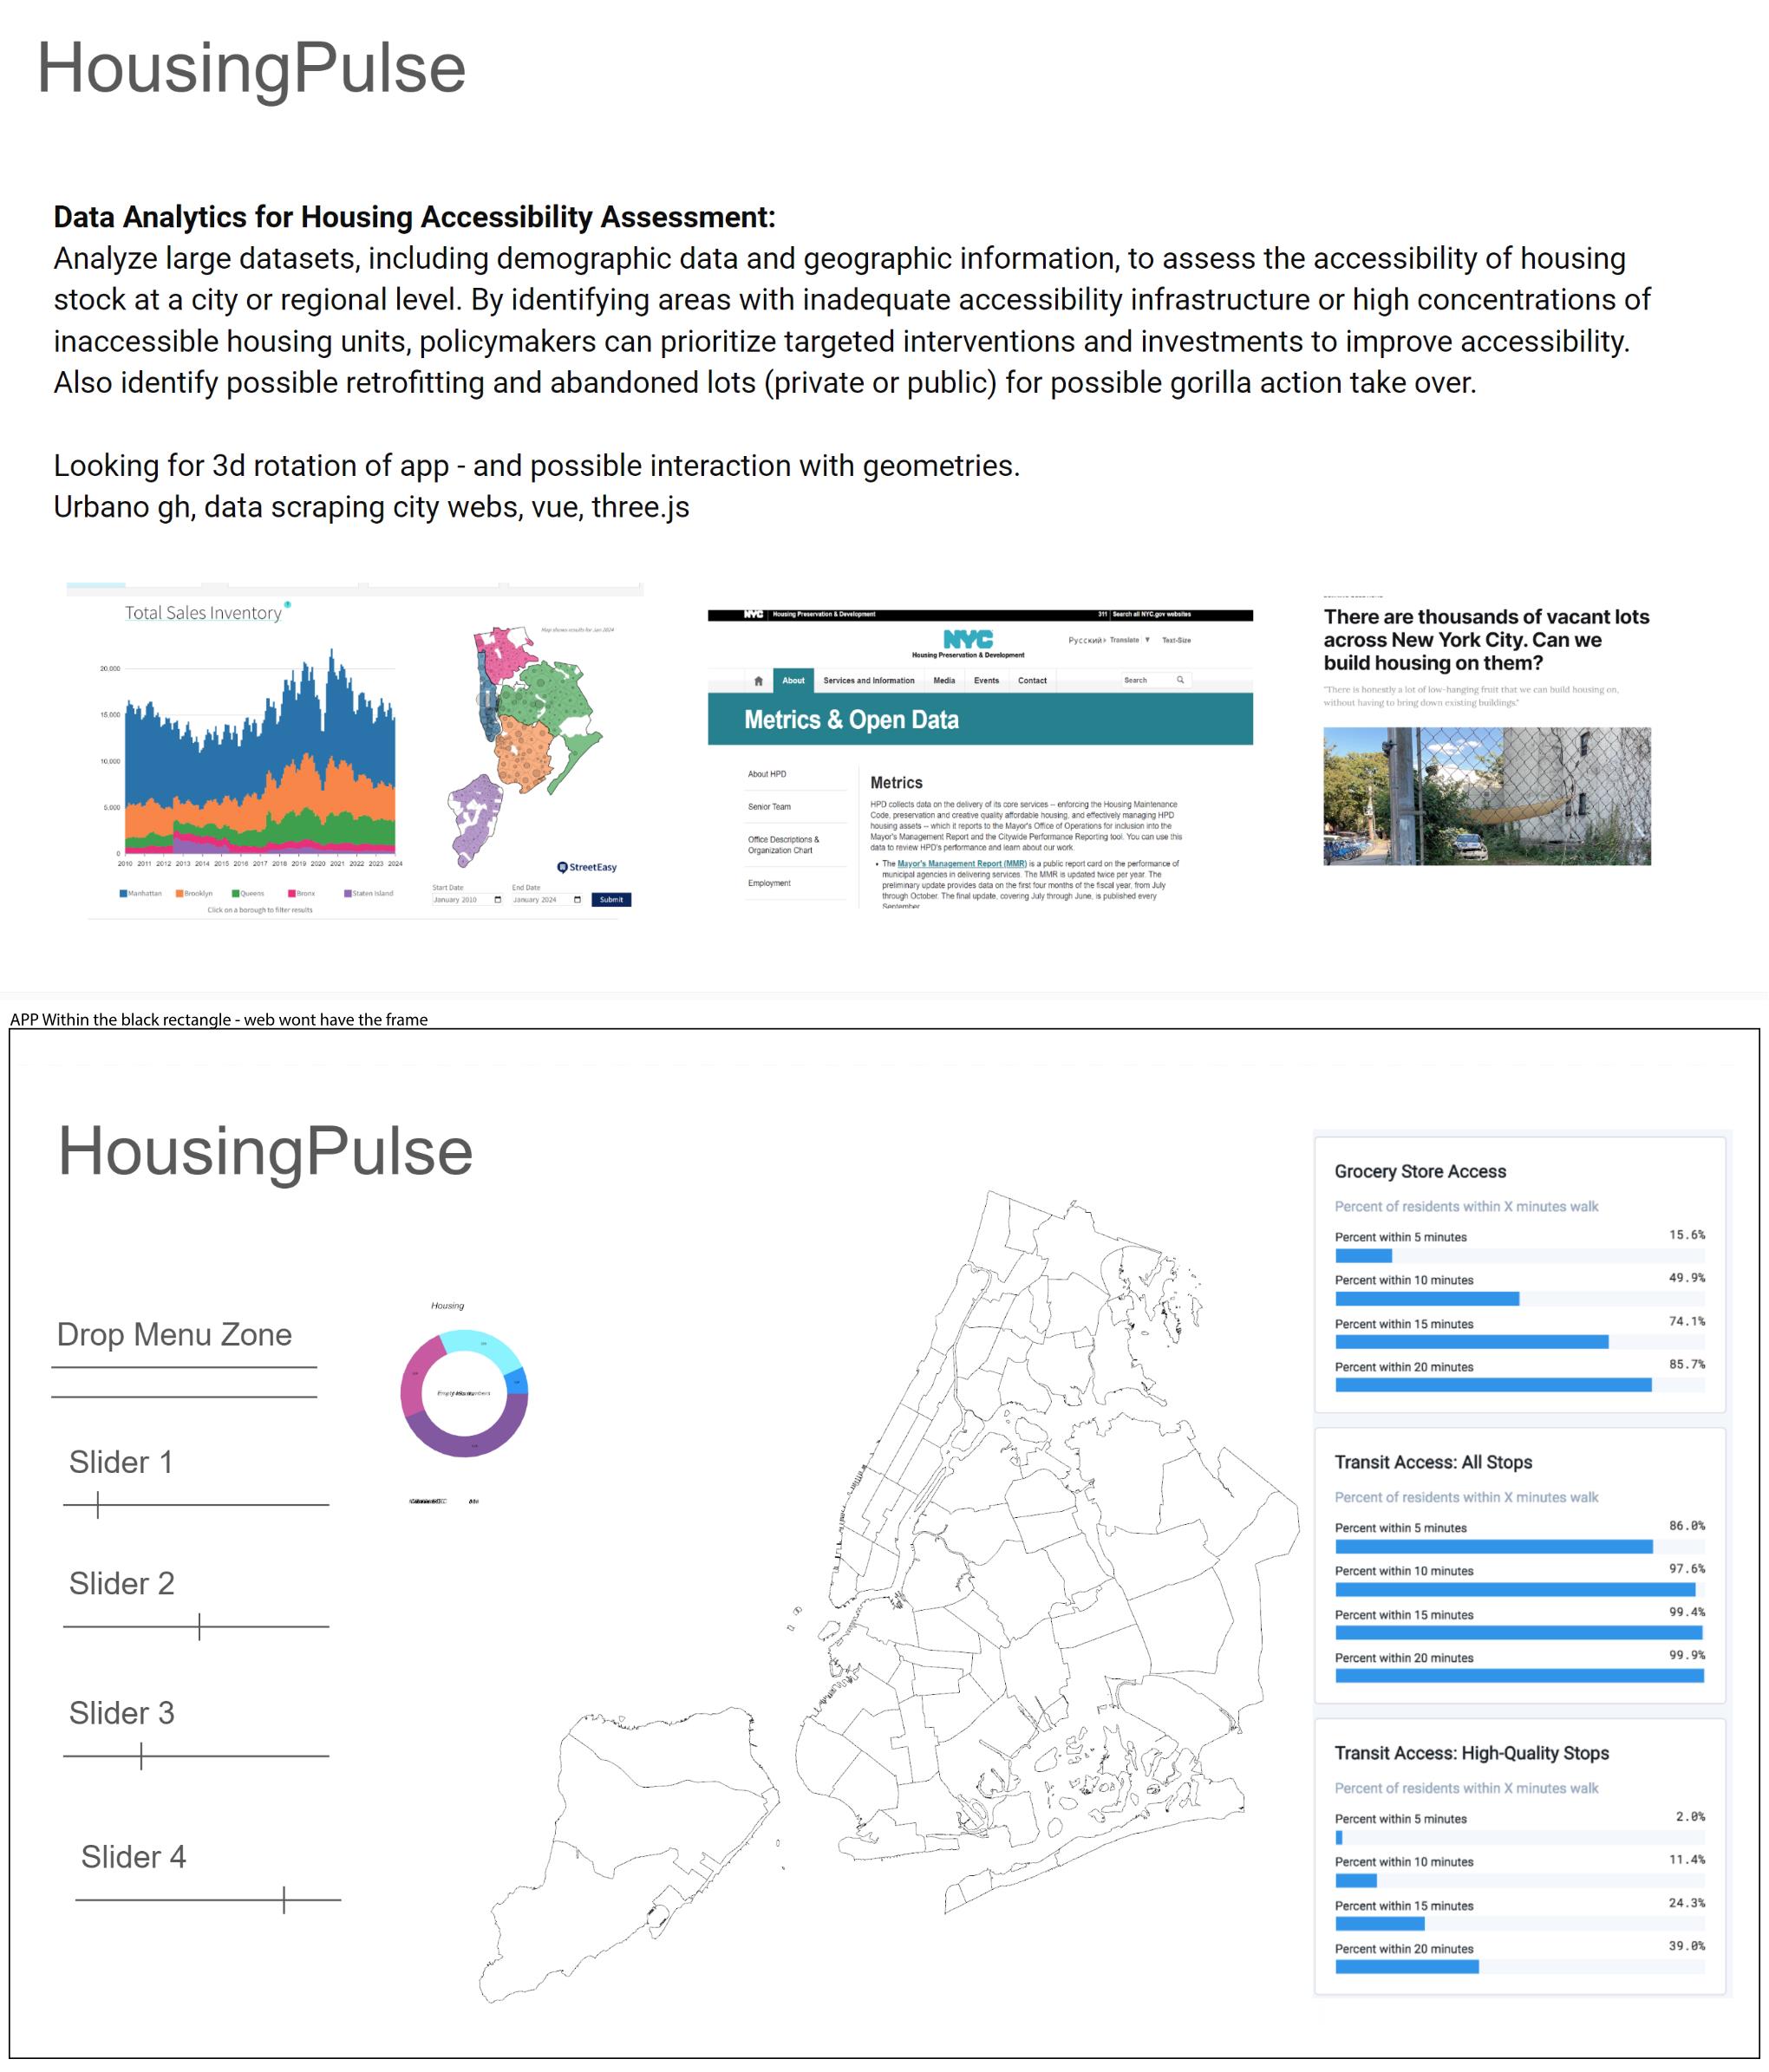 HousingPulse
Data Analytics for Housing Accessibility Assessment:
Analyze large datasets, including demographic data and geographic information, to assess the accessibility of housing
stock at a city or regional level. By identifying areas with inadequate accessibility infrastructure or high concentrations of
inaccessible housing units, policymakers can prioritize targeted interventions and investments to improve accessibility.
Also identify possible retrofitting and abandoned lots (private or public) for possible gorilla action take over.
Looking for 3d rotation of app - and possible interaction with geometries.
Urbano gh, data scraping city webs, vue, three.js
Total Sales Inventory
Map shows results for Jan 2024
20,000
15,000
10,000
5,000
0
2010 2011 2012 2013 2014 2015 2016 2017 2018 2019 2020 2021 2022 2023 2024
Manhattan Brooklyn Queens Bronx Staten Island
Click on a borough to filter results
StreetEasy
Start Date End Date
January 2010 January 2024 Submit
NYC Housing Preservation & Development 311 Search all NYC.gov websites
NYC
Housing Preservation & Development
Русский Translate Text-Size
About Services and Information Media Events Contact Search
Metrics & Open Data
About HPD
Senior Team
Office Descriptions &
Organization Chart
Employment
Metrics
HPD collects data on the delivery of its core services – enforcing the Housing Maintenance
Code, preservation and creative quality affordable housing, and effectively managing HPD
housing assets – which it reports to the Mayor's Office of Operations for inclusion into the
Mayor's Management Report and the Citywide Performance Reporting tool. You can use this
data to review HPD's performance and learn about our work.
• The Mayor's Management Report (MMR) is a public report card on the performance of
municipal agencies in delivering services. The MMR is updated twice per year. The
preliminary update provides data on the first four months of the fiscal year, from July
through October. The final update, covering July through June, is published every
September.
There are thousands of vacant lots
across New York City. Can we
build housing on them?
"There is honestly a lot of low-hanging fruit that we can build housing on,
without having to bring down existing buildings."
APP Within the black rectangle - web wont have the frame
HousingPulse
Drop Menu Zone
Slider 1
Slider 2
Slider 3
Slider 4
Housing
Grocery Store Access
Percent of residents within X minutes walk
Percent within 5 minutes 15.6%
Percent within 10 minutes 49.9%
Percent within 15 minutes 74.1%
Percent within 20 minutes 85.7%
Transit Access: All Stops
Percent of residents within X minutes walk
Percent within 5 minutes 86.0%
Percent within 10 minutes 97.6%
Percent within 15 minutes 99.4%
Percent within 20 minutes 99.9%
Transit Access: High-Quality Stops
Percent of residents within X minutes walk
Percent within 5 minutes 2.0%
Percent within 10 minutes 11.4%
Percent within 15 minutes 24.3%
Percent within 20 minutes 39.0%